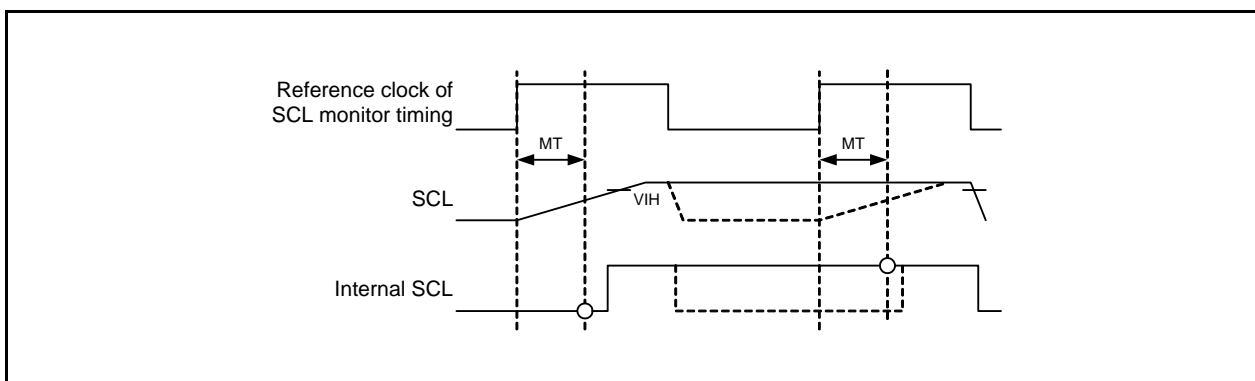 Reference clock of
SCL monitor timing
MT
MT
SCL
VIH
Internal SCL